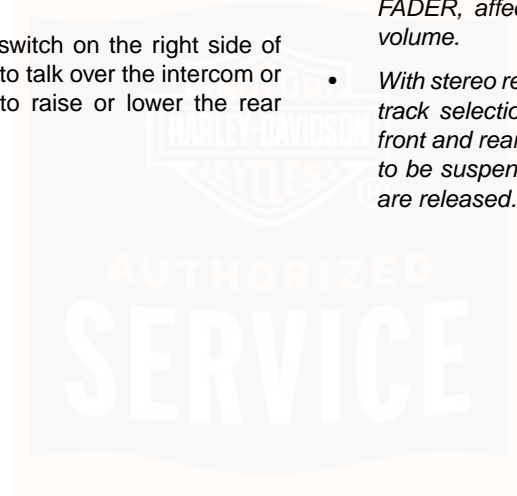 switch on the right side of
to talk over the intercom or
to raise or lower the rear
FADER, affec
volume.
• With stereo re
track selectio
front and rear
to be suspen
are released.
MOTOR
HARLEY-DAVIDSON
CYCLES
®
AUTHORIZED
SERVICE